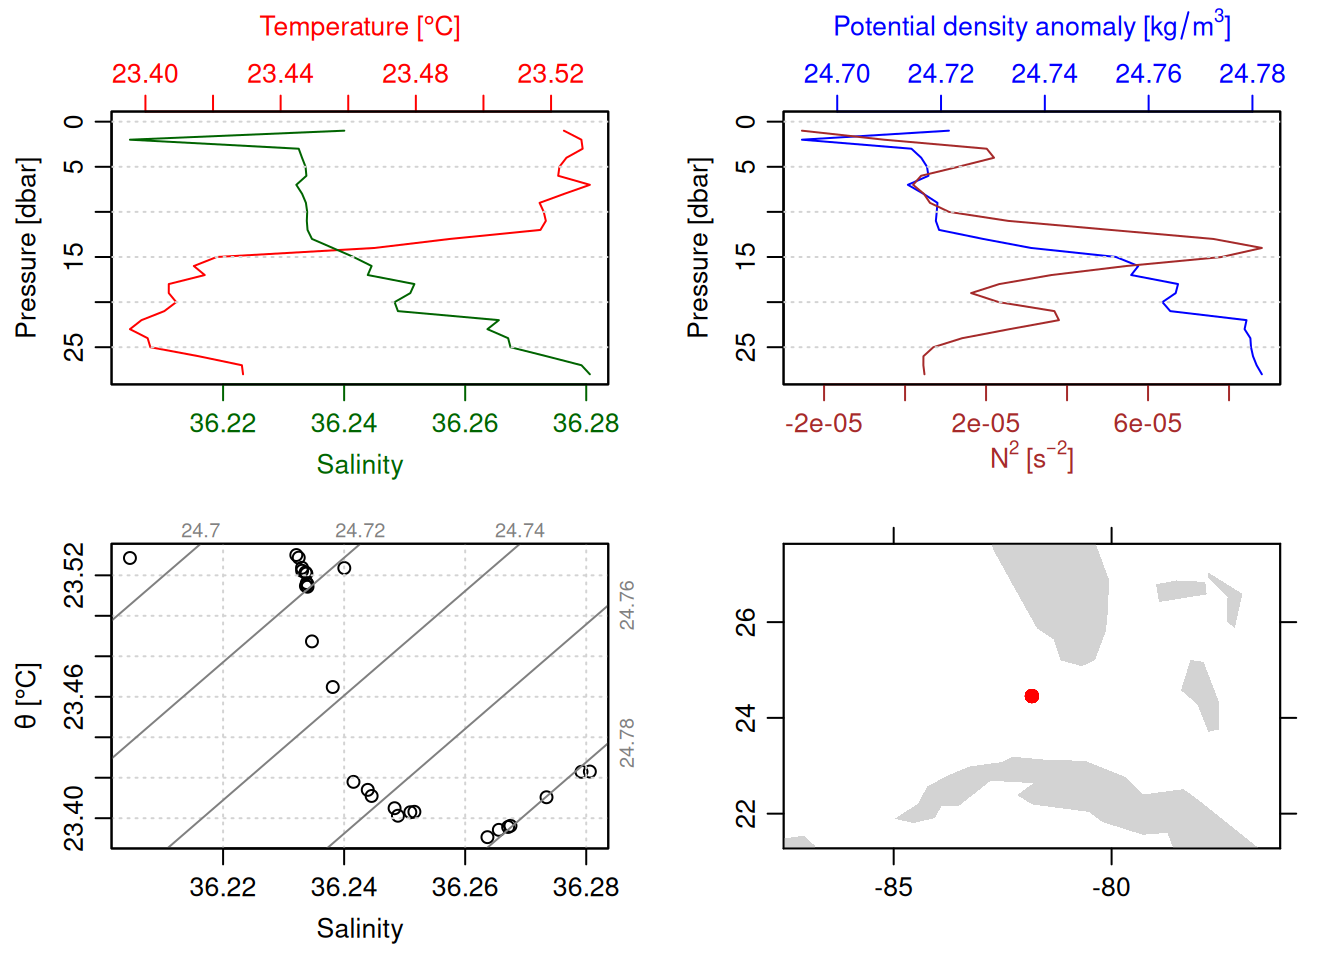 Temperature [°C]
23.40 23.44 23.48 23.52
Pressure [dbar]
0
5
15
25
36.22 36.24 36.26 36.28
Salinity
Potential density anomaly [kg/m³]
24.70 24.72 24.74 24.76 24.78
Pressure [dbar]
0
5
15
25
-2e-05 2e-05 6e-05
N² [s⁻²]
24.7 24.72 24.74
24.76
24.78
θ [°C]
23.52
23.46
23.40
36.22 36.24 36.26 36.28
Salinity
26
24
22
-85 -80